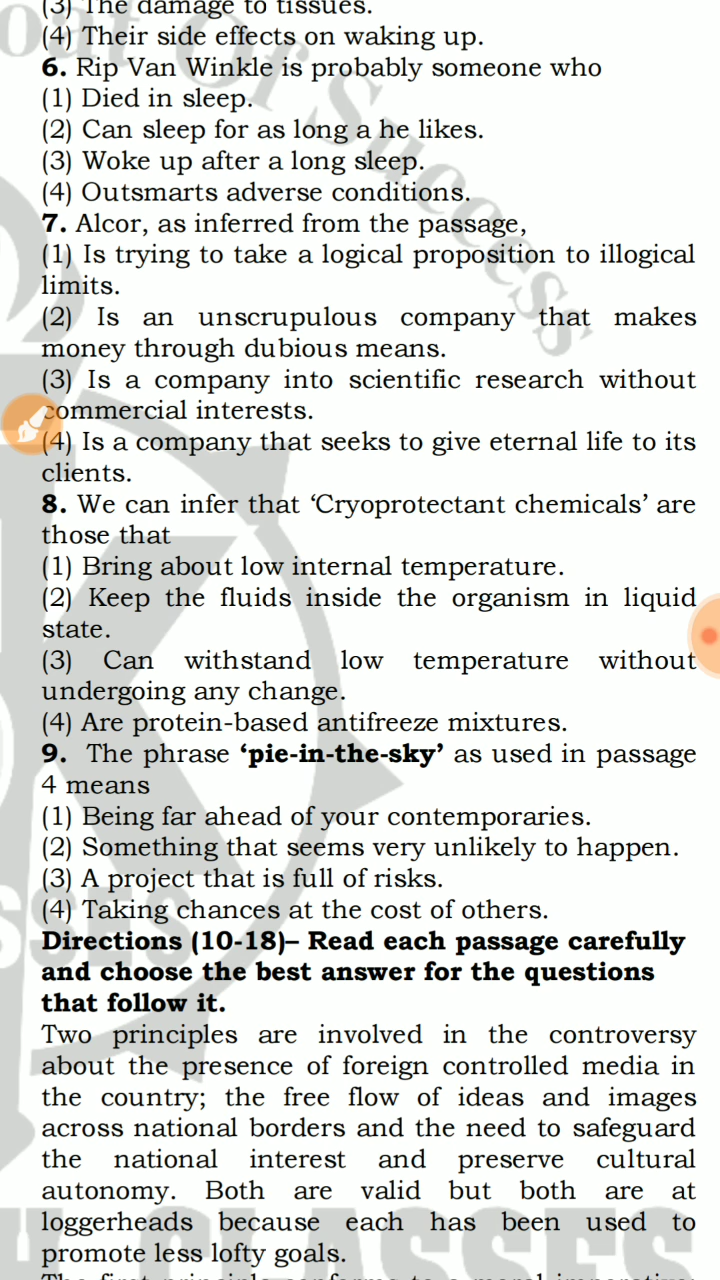 (3) The damage to tissues.
(4) Their side effects on waking up.
6. Rip Van Winkle is probably someone who
(1) Died in sleep.
(2) Can sleep for as long a he likes.
(3) Woke up after a long sleep.
(4) Outsmarts adverse conditions.
7. Alcor, as inferred from the passage,
(1) Is trying to take a logical proposition to illogical
limits.
(2) Is an unscrupulous company that makes
money through dubious means.
(3) Is a company into scientific research without
commercial interests.
(4) Is a company that seeks to give eternal life to its
clients.
8. We can infer that ‘Cryoprotectant chemicals’ are
those that
(1) Bring about low internal temperature.
(2) Keep the fluids inside the organism in liquid
state.
(3) Can withstand low temperature without
undergoing any change.
(4) Are protein-based antifreeze mixtures.
9. The phrase ‘pie-in-the-sky’ as used in passage
4 means
(1) Being far ahead of your contemporaries.
(2) Something that seems very unlikely to happen.
(3) A project that is full of risks.
(4) Taking chances at the cost of others.
Directions (10-18)– Read each passage carefully
and choose the best answer for the questions
that follow it.
Two principles are involved in the controversy
about the presence of foreign controlled media in
the country; the free flow of ideas and images
across national borders and the need to safeguard
the national interest and preserve cultural
autonomy. Both are valid but both are at
loggerheads because each has been used to
promote less lofty goals.
Of Success
CLASSES